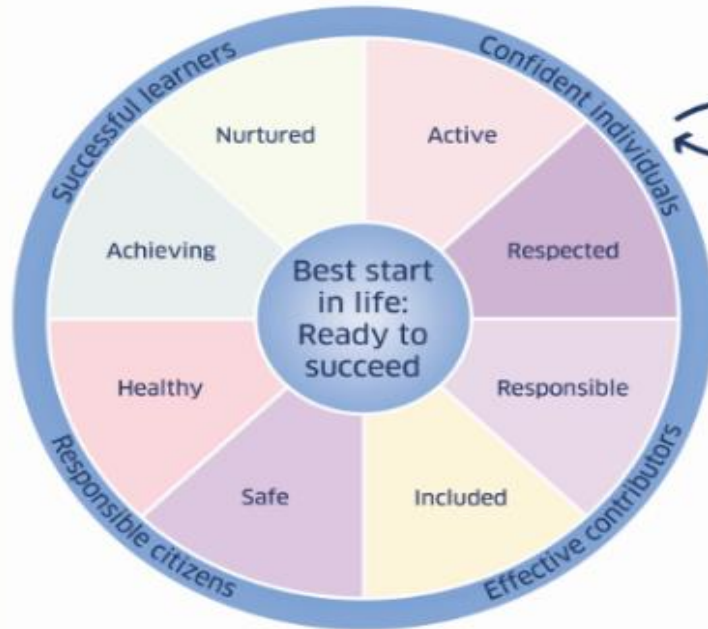 Successful learners
Confident individuals
Nurtured
Active
Achieving
Respected
Best start
in life:
Ready to
succeed
Healthy
Responsible
Safe
Included
Responsible citizens
Effective contributors